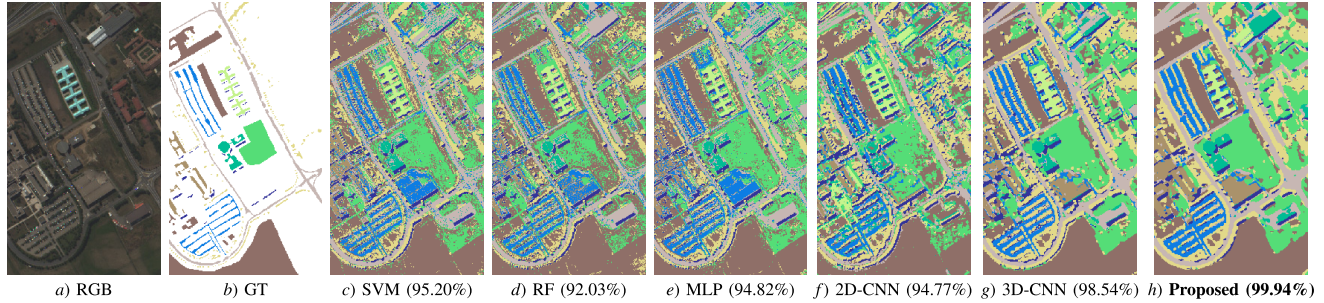 a) RGB
b) GT
c) SVM (95.20%)
d) RF (92.03%)
e) MLP (94.82%)
f) 2D-CNN (94.77%)
g) 3D-CNN (98.54%)
h) Proposed (99.94%)